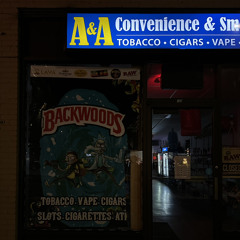 A&A Convenience & Sm
TOBACCO • CIGARS • VAPE •
BACKWOODS
TOBACCO VAPE CIGARS
SLOTS CIGARETTES ATM